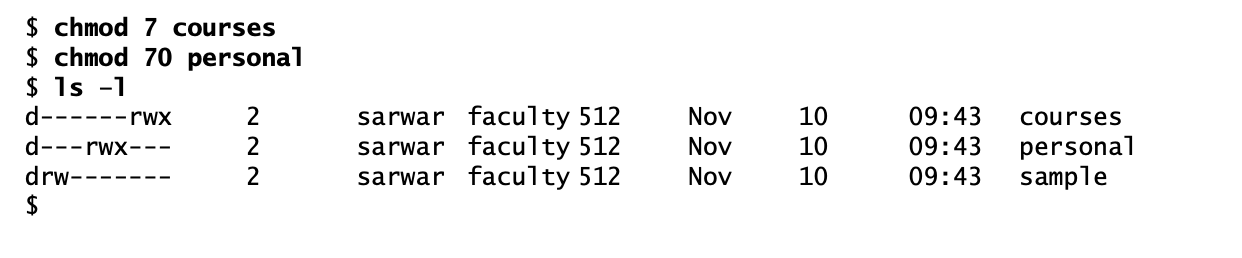 $ chmod 7 courses
$ chmod 70 personal
$ ls –l
d------rwx 2 sarwar faculty 512 Nov 10 09:43 courses
d---rwx--- 2 sarwar faculty 512 Nov 10 09:43 personal
drw------- 2 sarwar faculty 512 Nov 10 09:43 sample
$